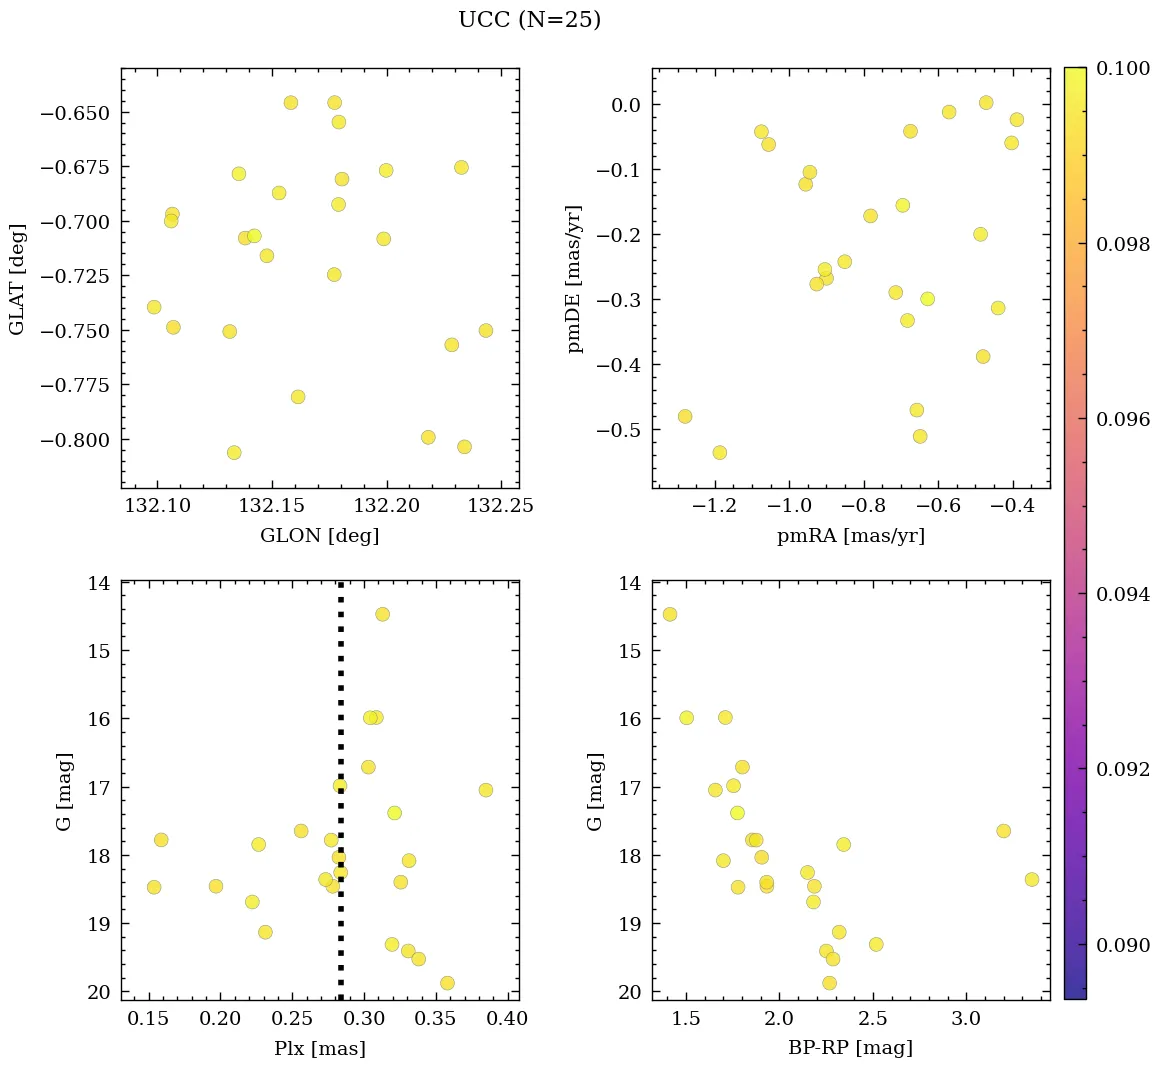 UCC (N=25)
−0.650
−0.675
−0.700
−0.725
−0.750
−0.775
−0.800
GLAT [deg]
132.10 132.15 132.20 132.25
GLON [deg]
0.0
−0.1
−0.2
−0.3
−0.4
−0.5
pmDE [mas/yr]
−1.2 −1.0 −0.8 −0.6 −0.4
pmRA [mas/yr]
0.100
0.098
0.096
0.094
0.092
0.090
14
15
16
17
18
19
20
G [mag]
0.15 0.20 0.25 0.30 0.35 0.40
Plx [mas]
14
15
16
17
18
19
20
G [mag]
1.5 2.0 2.5 3.0
BP-RP [mag]